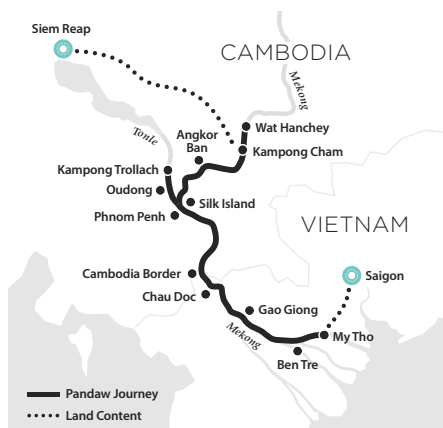 Siem Reap
CAMBODIA
Mekong
Tonle
Wat Hanchey
Angkor
Ban
Kampong Cham
Kampong Trollach
Oudong
Silk Island
Phnom Penh
VIETNAM
Cambodia Border
Saigon
Chau Doc
Gao Giong
Mekong
My Tho
Ben Tre
Pandaw Journey
Land Content